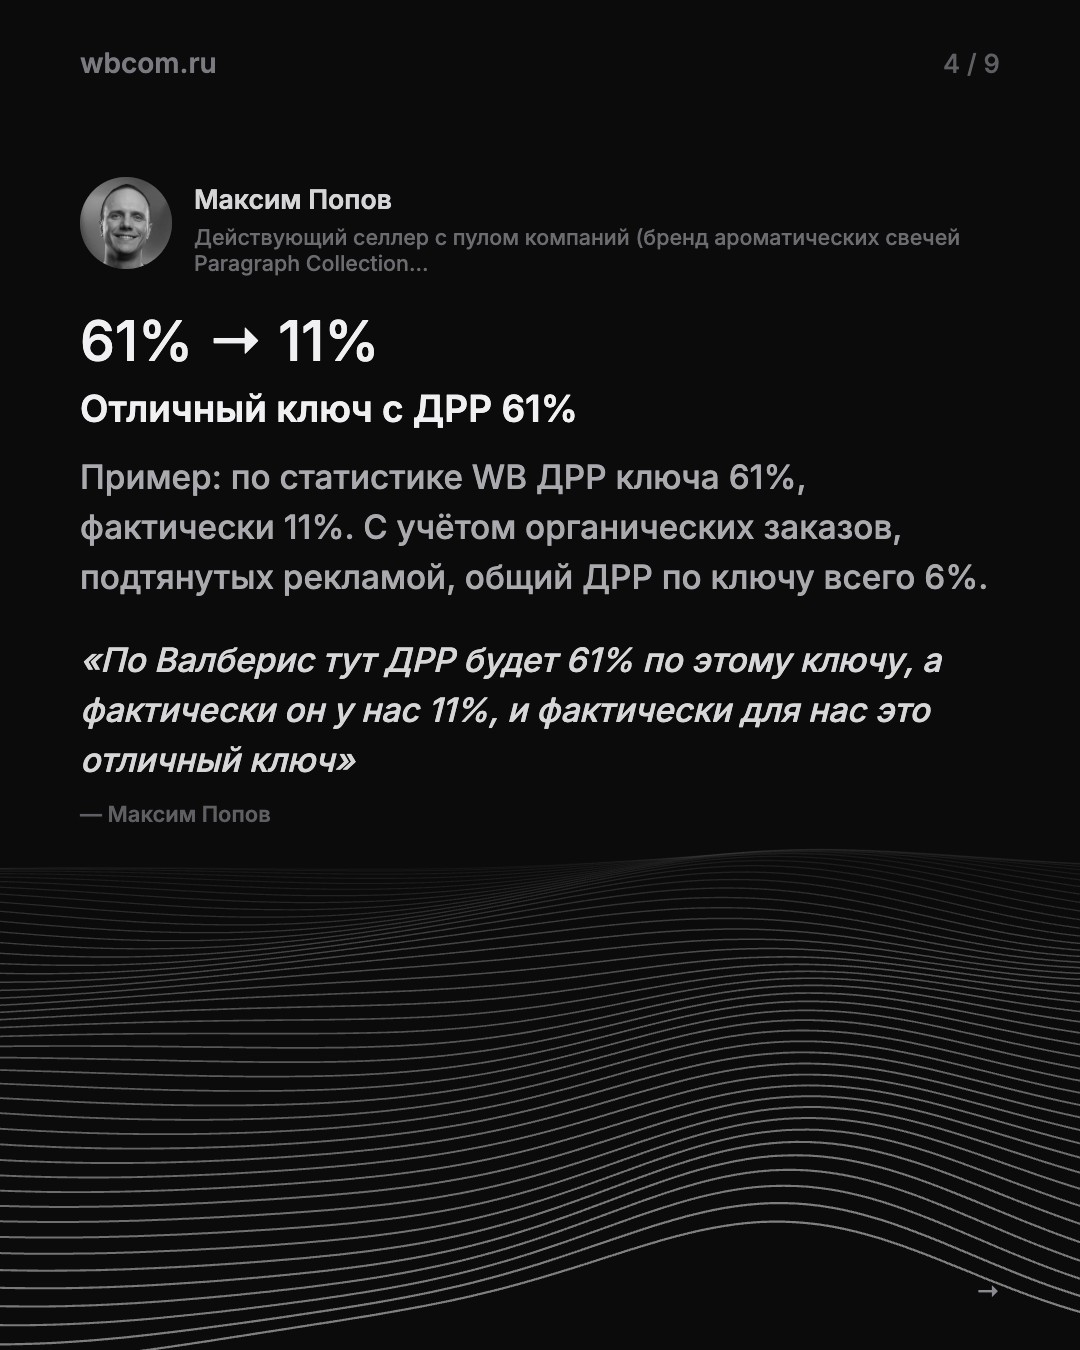 wbcom.ru
4 / 9
Максим Попов
Действующий селлер с пулом компаний (бренд ароматических свечей
Paragraph Collection...
61% → 11%
Отличный ключ с ДРР 61%
Пример: по статистике WB ДРР ключа 61%,
фактически 11%. С учётом органических заказов,
подтянутых рекламой, общий ДРР по ключу всего 6%.
«По Валберис тут ДРР будет 61% по этому ключу, а
фактически он у нас 11%, и фактически для нас это
отличный ключ»
— Максим Попов
→